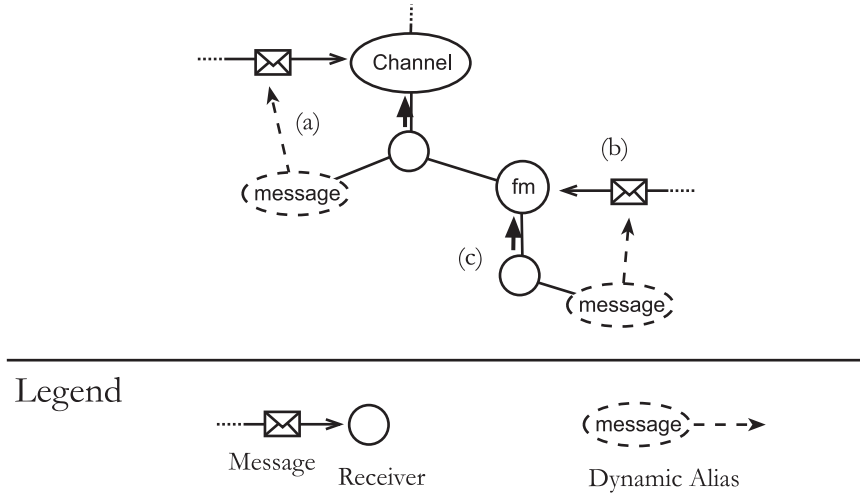 Channel
(a)
(b)
message
fm
(c)
message
Legend
message
Message
Receiver
Dynamic Alias